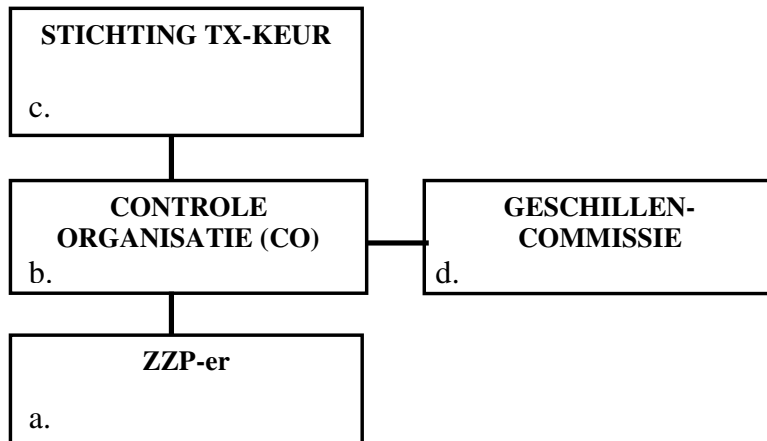 STICHTING TX-KEUR
c.
CONTROLE
ORGANISATIE (CO)
b.
GESCHILLEN-
COMMISSIE
d.
ZZP-er
a.